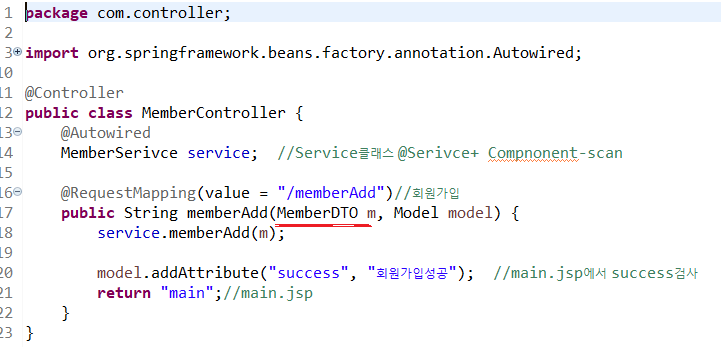 1 package com.controller;
2
3 import org.springframework.beans.factory.annotation.Autowired;
10
11 @Controller
12 public class MemberController {
13 @Autowired
14 MemberSerivce service; //Service클래스 @Serivce+ Compnonent-scan
15
16 @RequestMapping(value = "/memberAdd")//회원가입
17 public String memberAdd(MemberDTO m, Model model) {
18 service.memberAdd(m);
19
20 model.addAttribute("success", "회원가입성공"); //main.jsp에서 success검사
21 return "main";//main.jsp
22 }
23 }